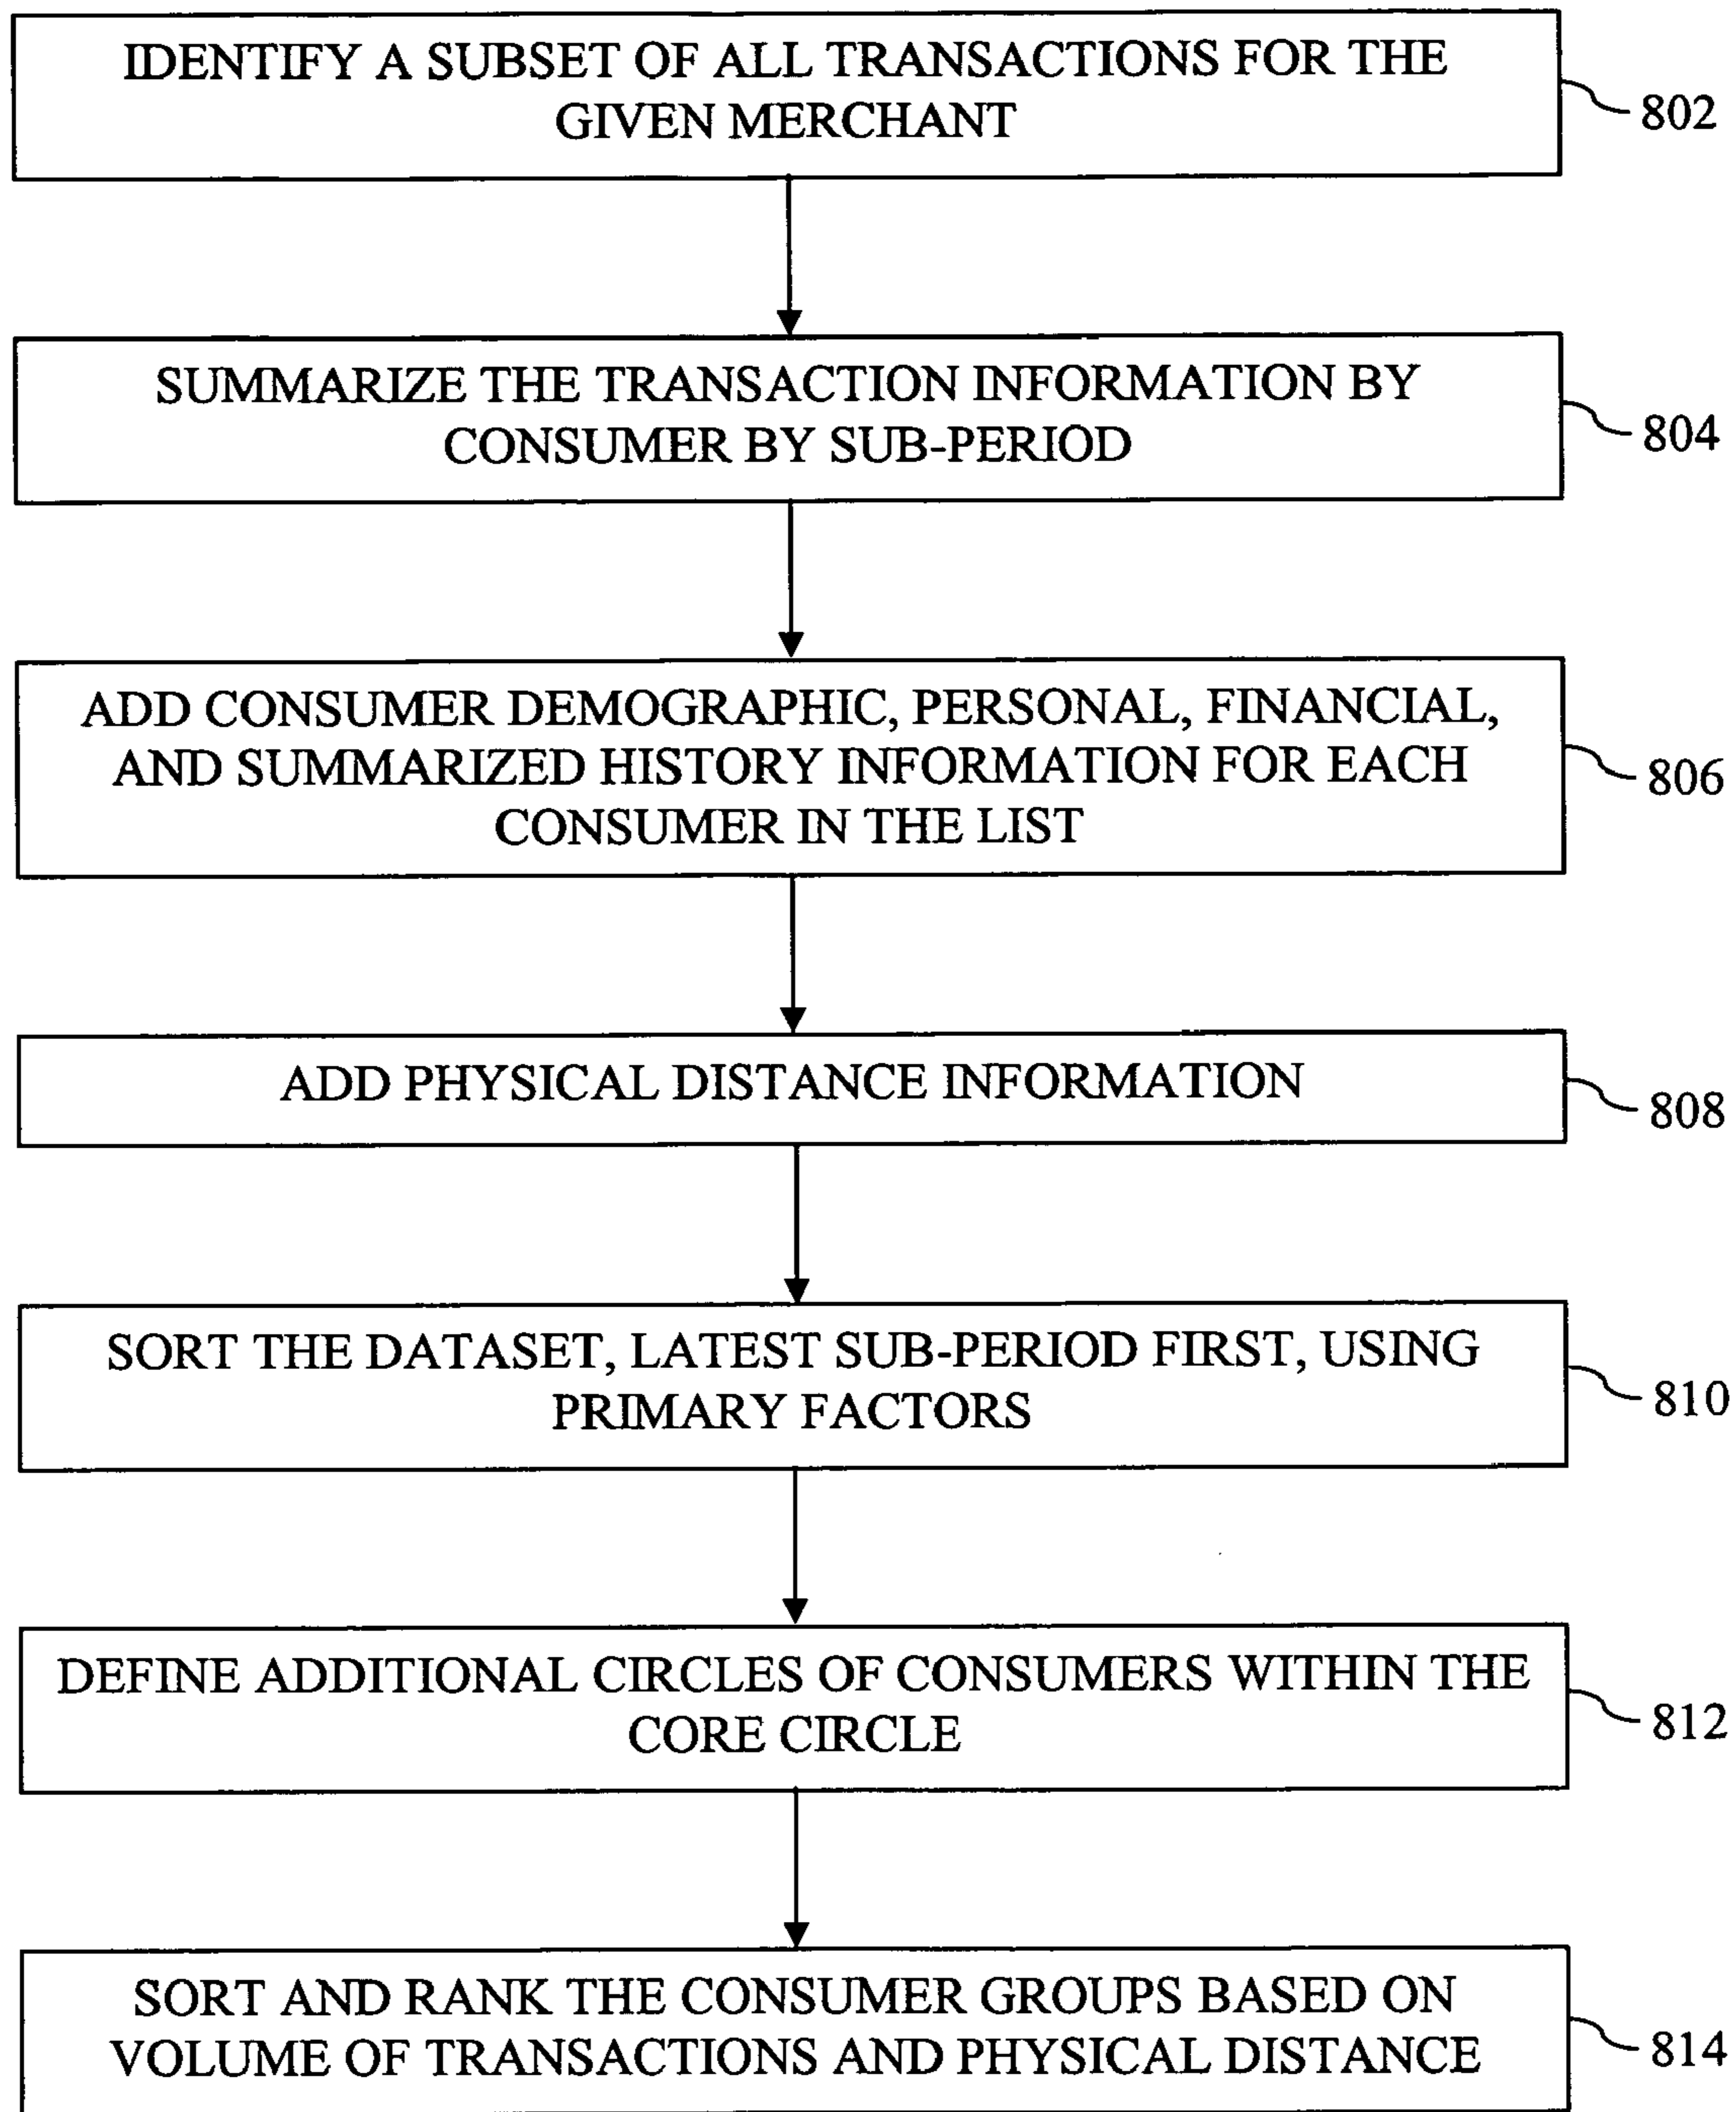 IDENTIFY A SUBSET OF ALL TRANSACTIONS FOR THE
GIVEN MERCHANT
802
SUMMARIZE THE TRANSACTION INFORMATION BY
CONSUMER BY SUB-PERIOD
804
ADD CONSUMER DEMOGRAPHIC, PERSONAL, FINANCIAL,
AND SUMMARIZED HISTORY INFORMATION FOR EACH
CONSUMER IN THE LIST
806
ADD PHYSICAL DISTANCE INFORMATION
808
SORT THE DATASET, LATEST SUB-PERIOD FIRST, USING
PRIMARY FACTORS
810
DEFINE ADDITIONAL CIRCLES OF CONSUMERS WITHIN THE
CORE CIRCLE
812
SORT AND RANK THE CONSUMER GROUPS BASED ON
VOLUME OF TRANSACTIONS AND PHYSICAL DISTANCE
814